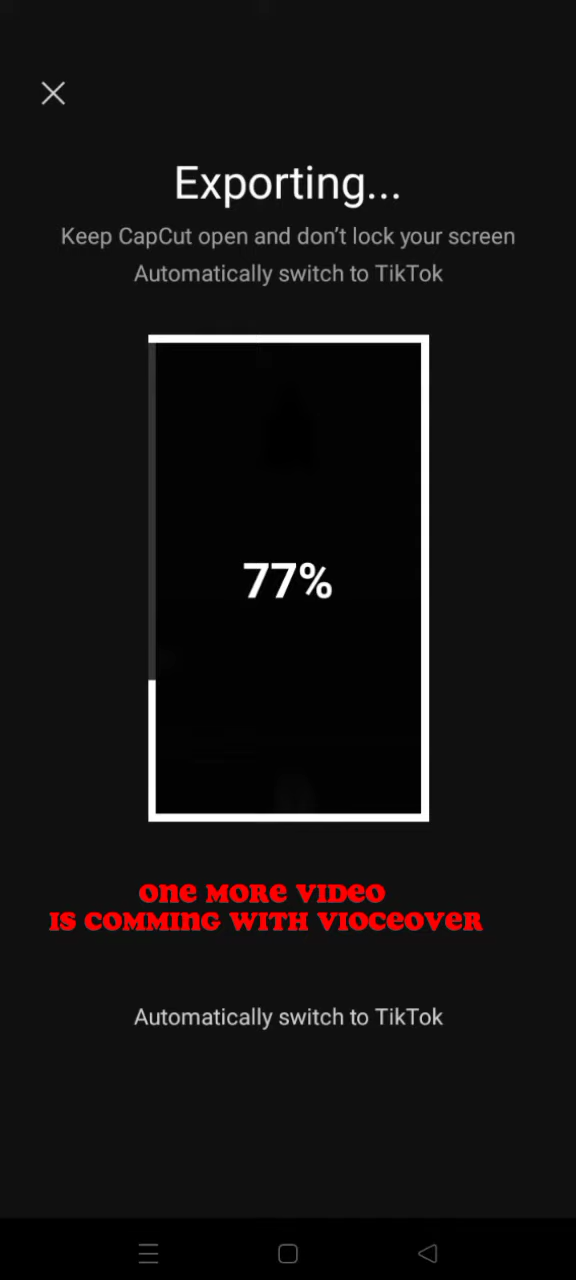 Exporting...
Keep CapCut open and don't lock your screen
Automatically switch to TikTok
77%
ONE MORE VIDEO
IS COMMING WITH VIOCEOVER
Automatically switch to TikTok